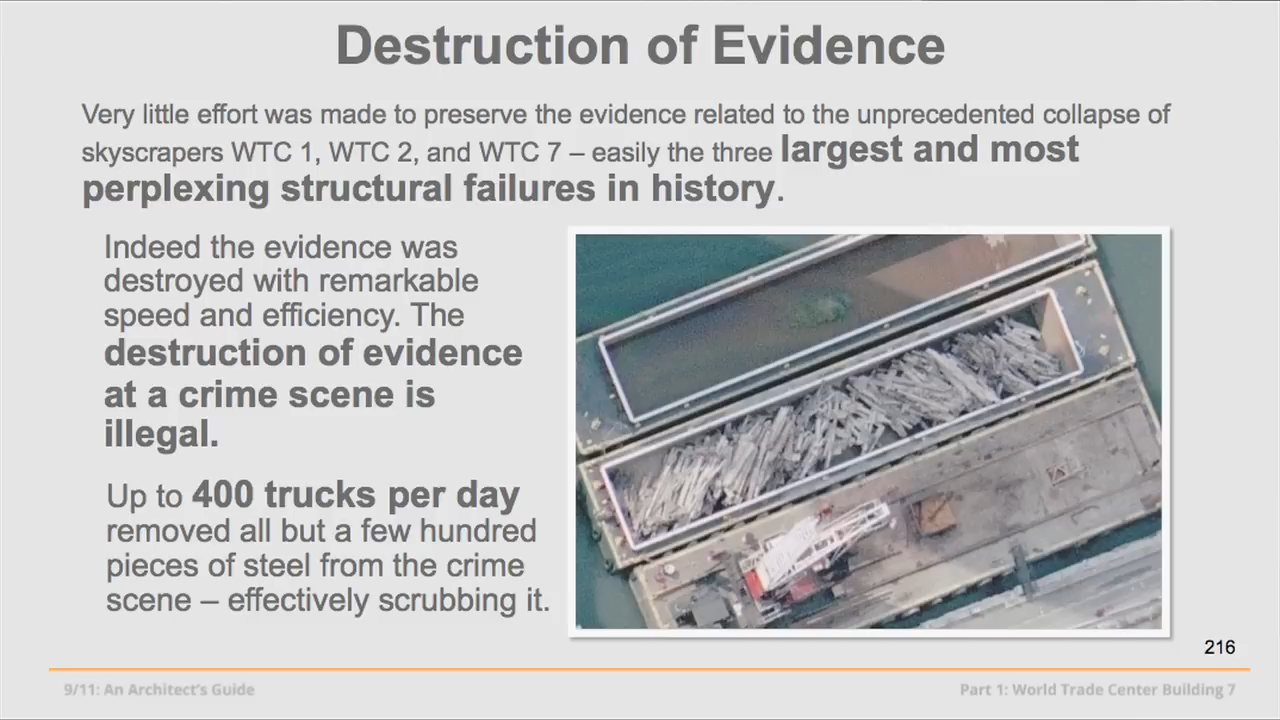 Destruction of Evidence
Very little effort was made to preserve the evidence related to the unprecedented collapse of
skyscrapers WTC 1, WTC 2, and WTC 7 – easily the three largest and most
perplexing structural failures in history.
Indeed the evidence was
destroyed with remarkable
speed and efficiency. The
destruction of evidence
at a crime scene is
illegal.
Up to 400 trucks per day
removed all but a few hundred
pieces of steel from the crime
scene – effectively scrubbing it.
216
9/11: An Architect's Guide
Part 1: World Trade Center Building 7